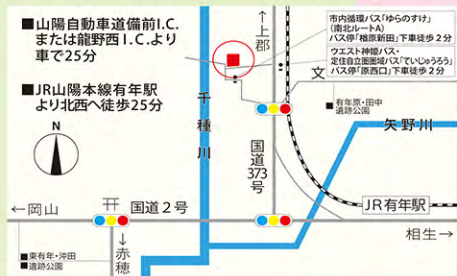 ■山陽自動車道備前I.C.
または龍野西I.C.より
車で25分
■JR山陽本線有年駅
より北西へ徒歩25分
N
↑上郡
市内循環バス「ゆらのすけ」
(南北ルートA)
バス停「楢原新田」下車徒歩2分
ウエスト神姫バス・
定住自立圏圏域バス「ていじゅうろう」
バス停「原西口」下車徒歩2分
文
■有年原・田中
遺跡公園
千種川
国道373号
矢野川
JR有年駅
←岡山
国道2号
相生→
↓赤穂
■東有年・沖田
■遺跡公園